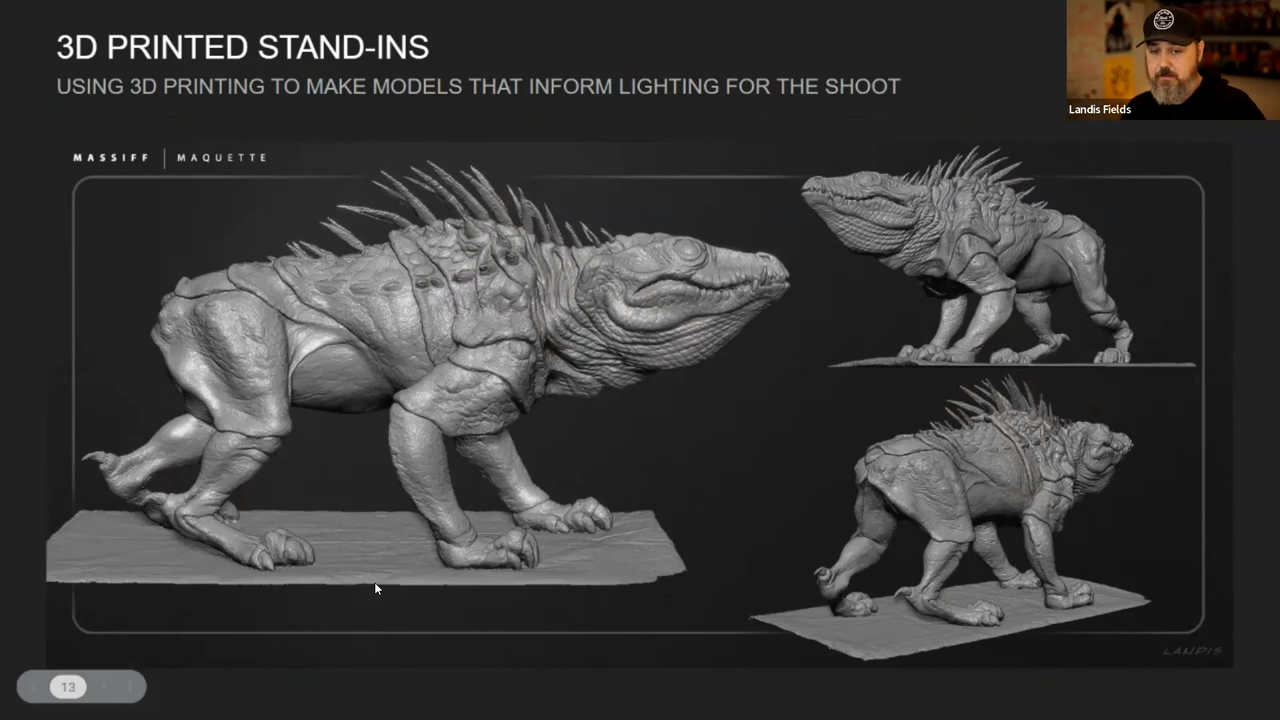 3D PRINTED STAND-INS
USING 3D PRINTING TO MAKE MODELS THAT INFORM LIGHTING FOR THE SHOOT
Landis Fields
MASSIFF | MAQUETTE
LANDIS
13